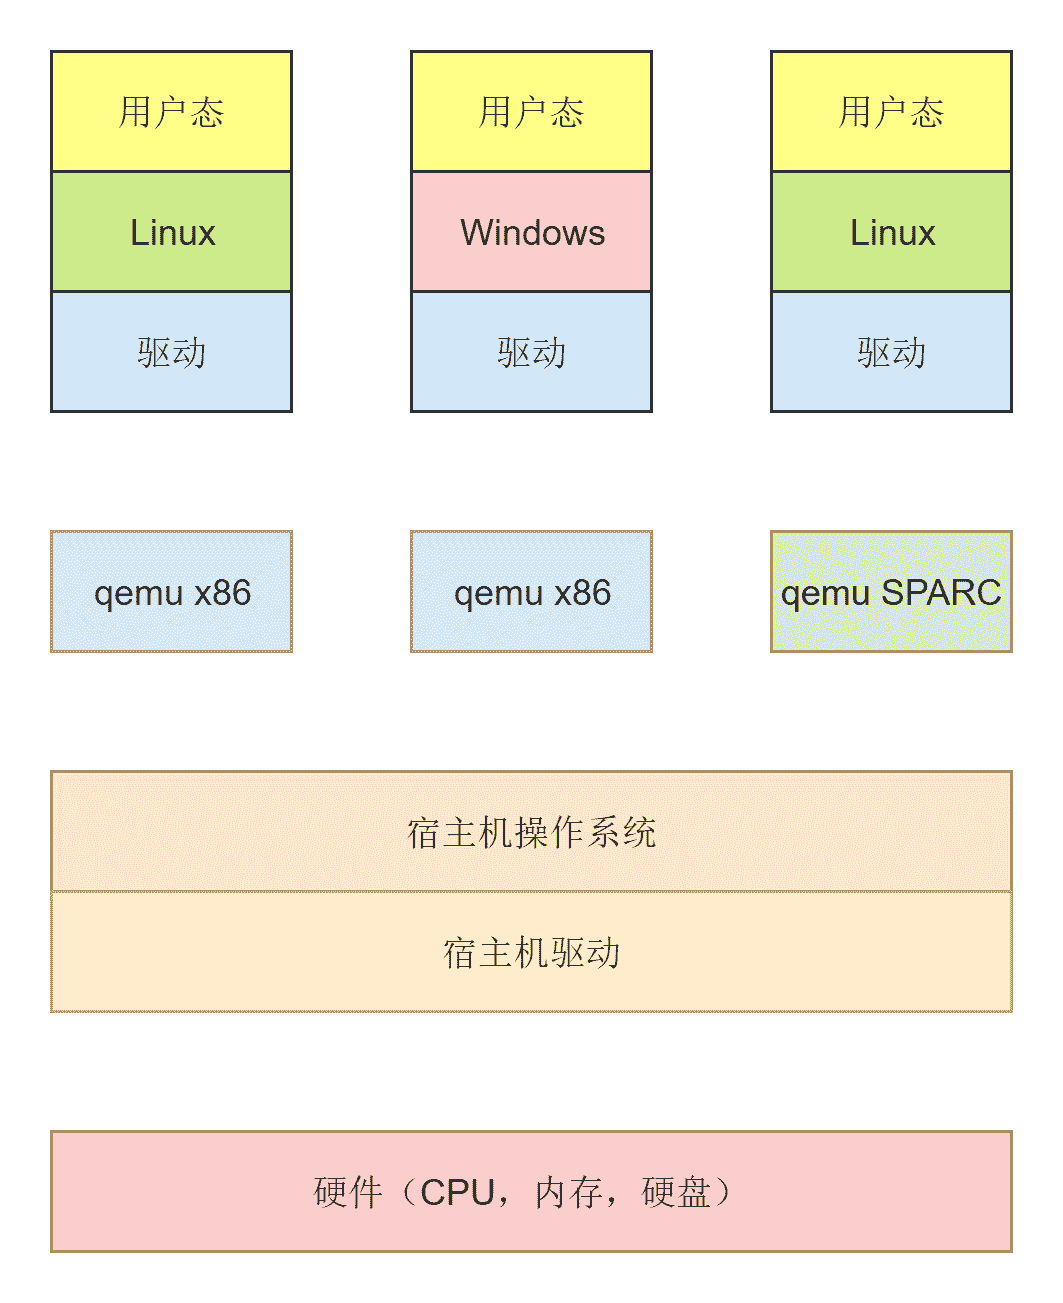 用户态
用户态
用户态
Linux
Windows
Linux
驱动
驱动
驱动
qemu x86
qemu x86
qemu SPARC
宿主机操作系统
宿主机驱动
硬件（CPU，内存，硬盘）